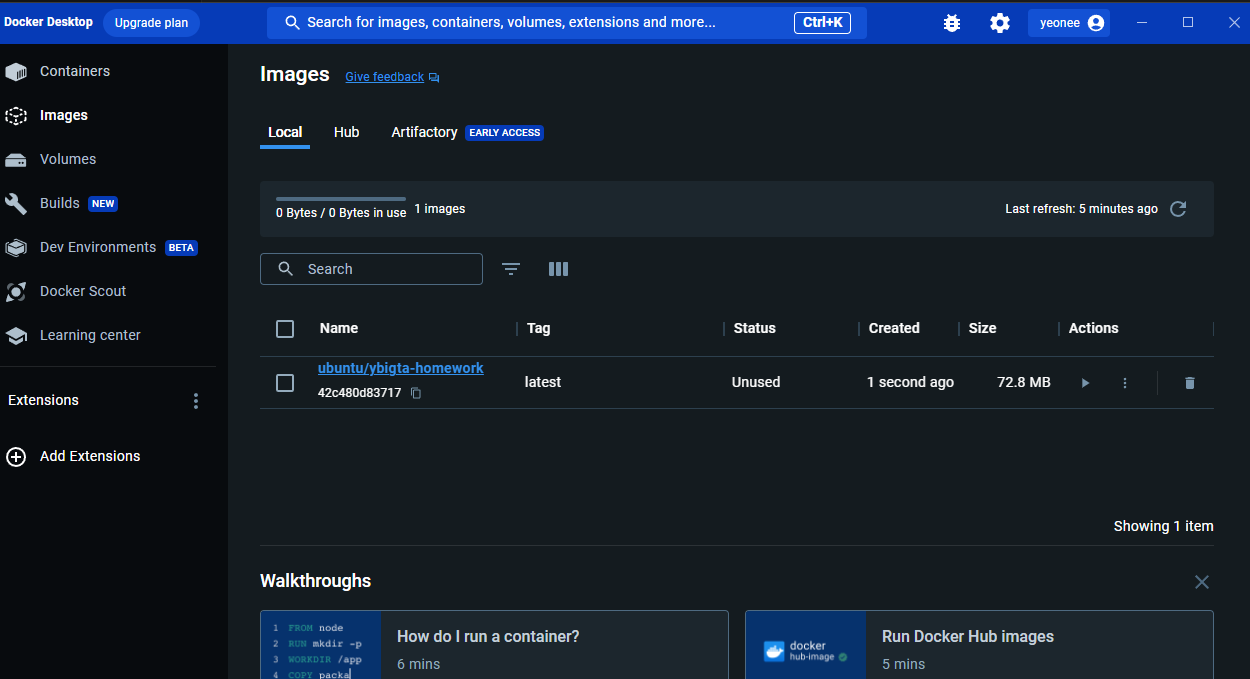 Docker Desktop Upgrade plan Search for images, containers, volumes, extensions and more... Ctrl+K yeonee
Containers
Images
Volumes
Builds NEW
Dev Environments BETA
Docker Scout
Learning center
Extensions
Add Extensions
Images Give feedback
Local Hub Artifactory EARLY ACCESS
0 Bytes / 0 Bytes in use 1 images Last refresh: 5 minutes ago
Search
Name Tag Status Created Size Actions
ubuntu/ybigta-homework latest Unused 1 second ago 72.8 MB
42c480d83717
Showing 1 item
Walkthroughs
1 FROM node
2 RUN mkdir -p
3 WORKDIR /app
4 COPY packa
How do I run a container?
6 mins
docker
hub-image
Run Docker Hub images
5 mins